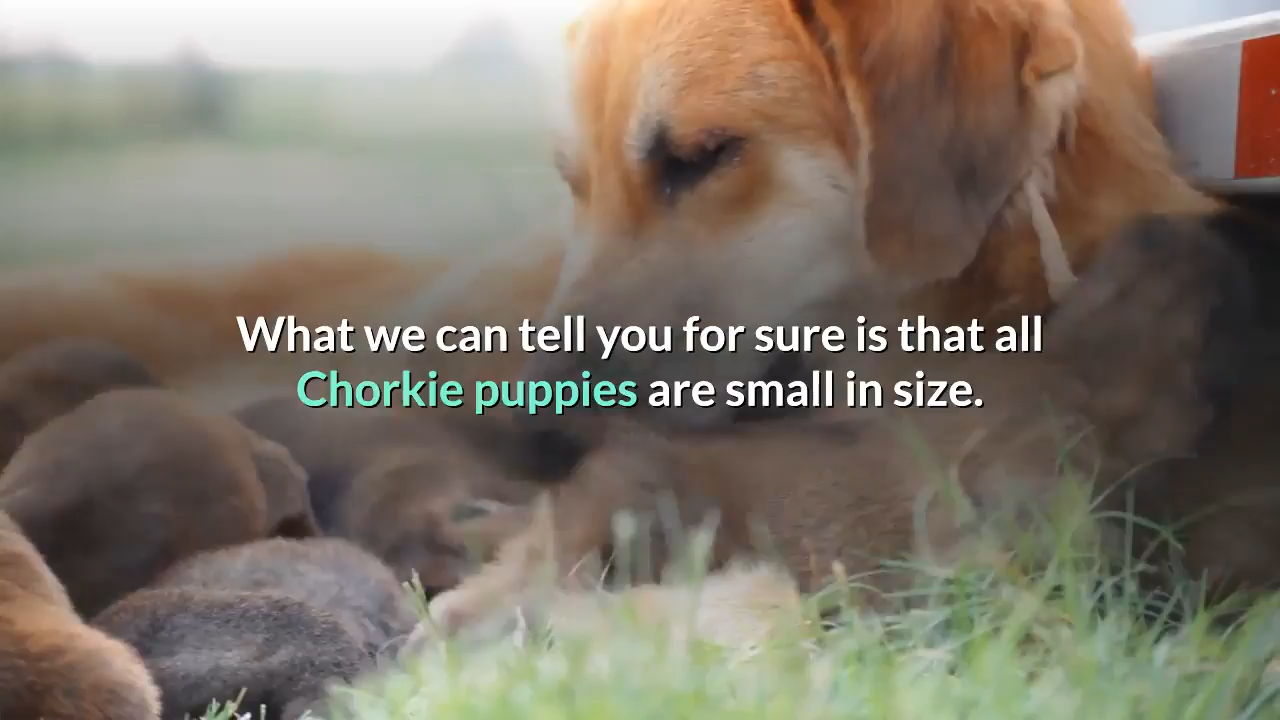 What we can tell you for sure is that all
Chorkie puppies are small in size.